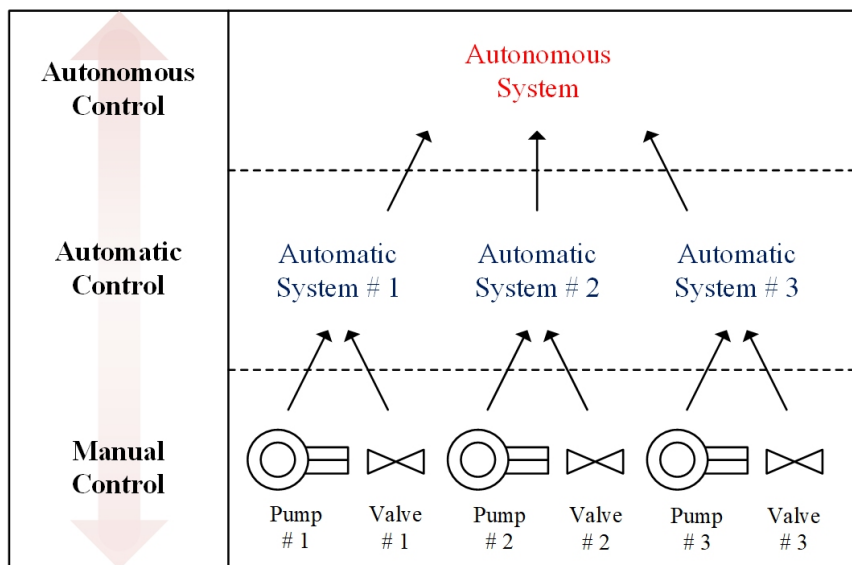 Autonomous
Control
Autonomous
System
Automatic
Control
Automatic
System # 1
Automatic
System # 2
Automatic
System # 3
Manual
Control
Pump
# 1
Valve
# 1
Pump
# 2
Valve
# 2
Pump
# 3
Valve
# 3